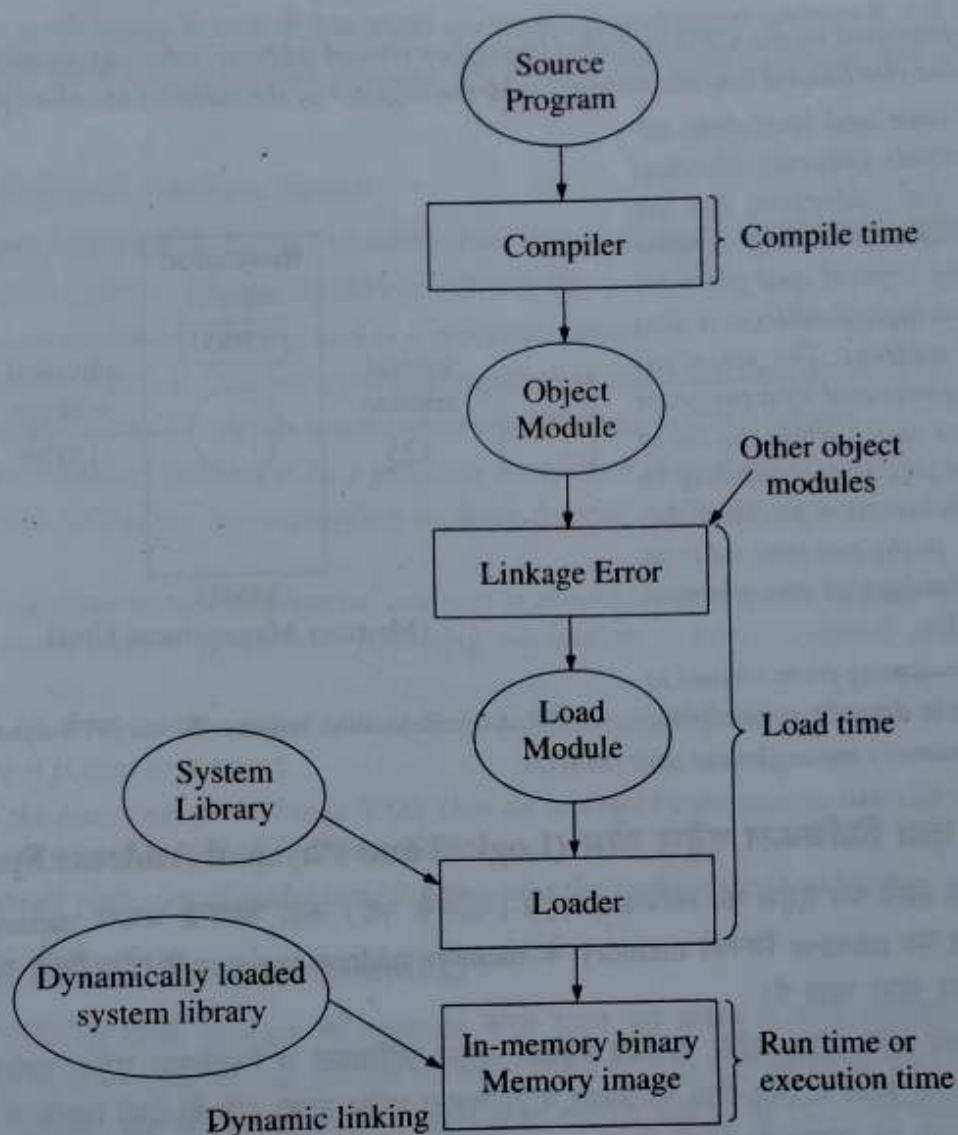 Source
Program
Compiler
Compile time
Object
Module
Other object
modules
Linkage Error
Load
Module
Load time
System
Library
Loader
Dynamically loaded
system library
In-memory binary
Memory image
Run time or
execution time
Dynamic linking